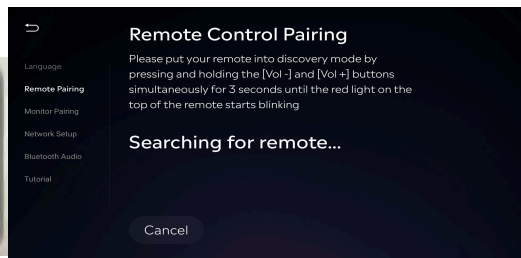 Remote Control Pairing
Please put your remote into discovery mode by
pressing and holding the [Vol -] and [Vol +] buttons
simultaneously for 3 seconds until the red light on the
top of the remote starts blinking
Searching for remote...
Cancel
Language
Remote Pairing
Monitor Pairing
Network Setup
Bluetooth Audio
Tutorial